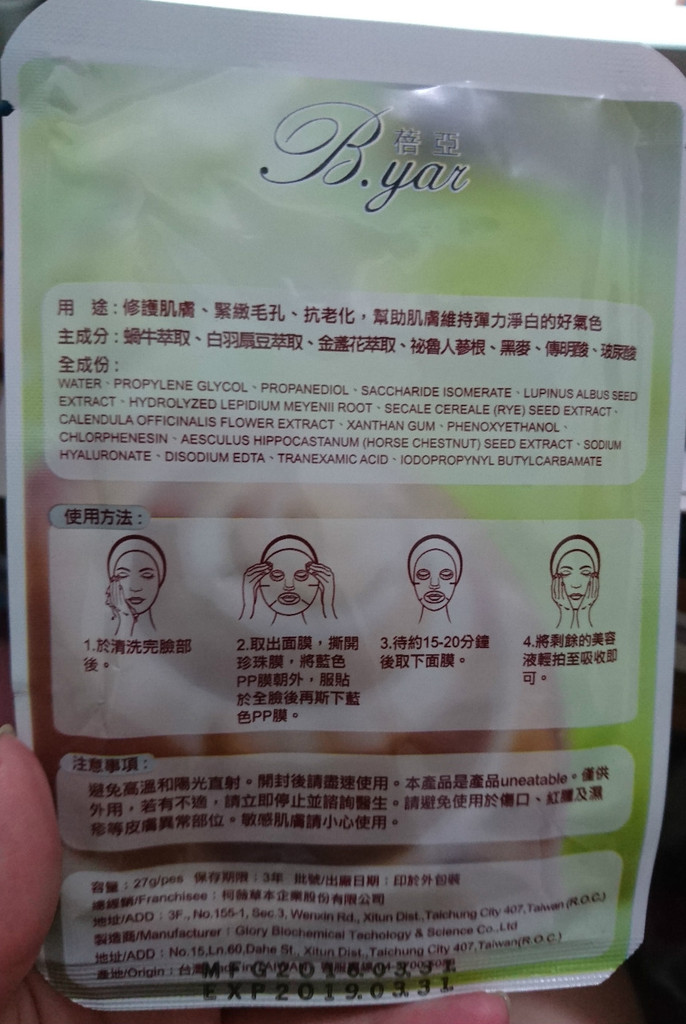 B.yar 蓓亞
用 途:修護肌膚、緊緻毛孔、抗老化,幫助肌膚維持彈力淨白的好氣色
主成分:蝸牛萃取、白羽扇豆萃取、金盞花萃取、祕魯人蔘根、黑麥、傳明酸、玻尿酸
全成份:
WATER、PROPYLENE GLYCOL、PROPANEDIOL、SACCHARIDE ISOMERATE、LUPINUS ALBUS SEED
EXTRACT、HYDROLYZED LEPIDIUM MEYENII ROOT、SECALE CEREALE (RYE) SEED EXTRACT、
CALENDULA OFFICINALIS FLOWER EXTRACT、XANTHAN GUM、PHENOXYETHANOL、
CHLORPHENESIN、AESCULUS HIPPOCASTANUM (HORSE CHESTNUT) SEED EXTRACT、SODIUM
HYALURONATE、DISODIUM EDTA、TRANEXAMIC ACID、IODOPROPYNYL BUTYLCARBAMATE
使用方法:
1.於清洗完臉部
後。
2.取出面膜,撕開
珍珠膜,將藍色
PP膜朝外,服貼
於全臉後再斯下藍
色PP膜。
3.待約15-20分鐘
後取下面膜。
4.將剩餘的美容
液輕拍至吸收即
可。
注意事項:
避免高溫和陽光直射。開封後請盡速使用。本產品是產品uneatable。僅供
外用,若有不適,請立即停止並諮詢醫生。請避免使用於傷口、紅腫及濕
疹等皮膚異常部位。敏感肌膚請小心使用。
容量:27g/pcs 保存期限:3年 批號/出廠日期:印於外包裝
總經銷/Franchisee:柯薇草本企業股份有限公司
地址/ADD:3F., No.155-1, Sec.3, Wenxin Rd., Xitun Dist.,Taichung City 407,Taiwan(R.O.C.)
製造商/Manufacturer:Glory Biochemical Techology & Science Co.,Ltd
地址/ADD:No.15,Ln.60,Dahe St., Xitun Dist.,Taichung City 407,Taiwan(R.O.C.)
產地/Origin:台灣
MFG2016.03.31
EXP2019.03.31